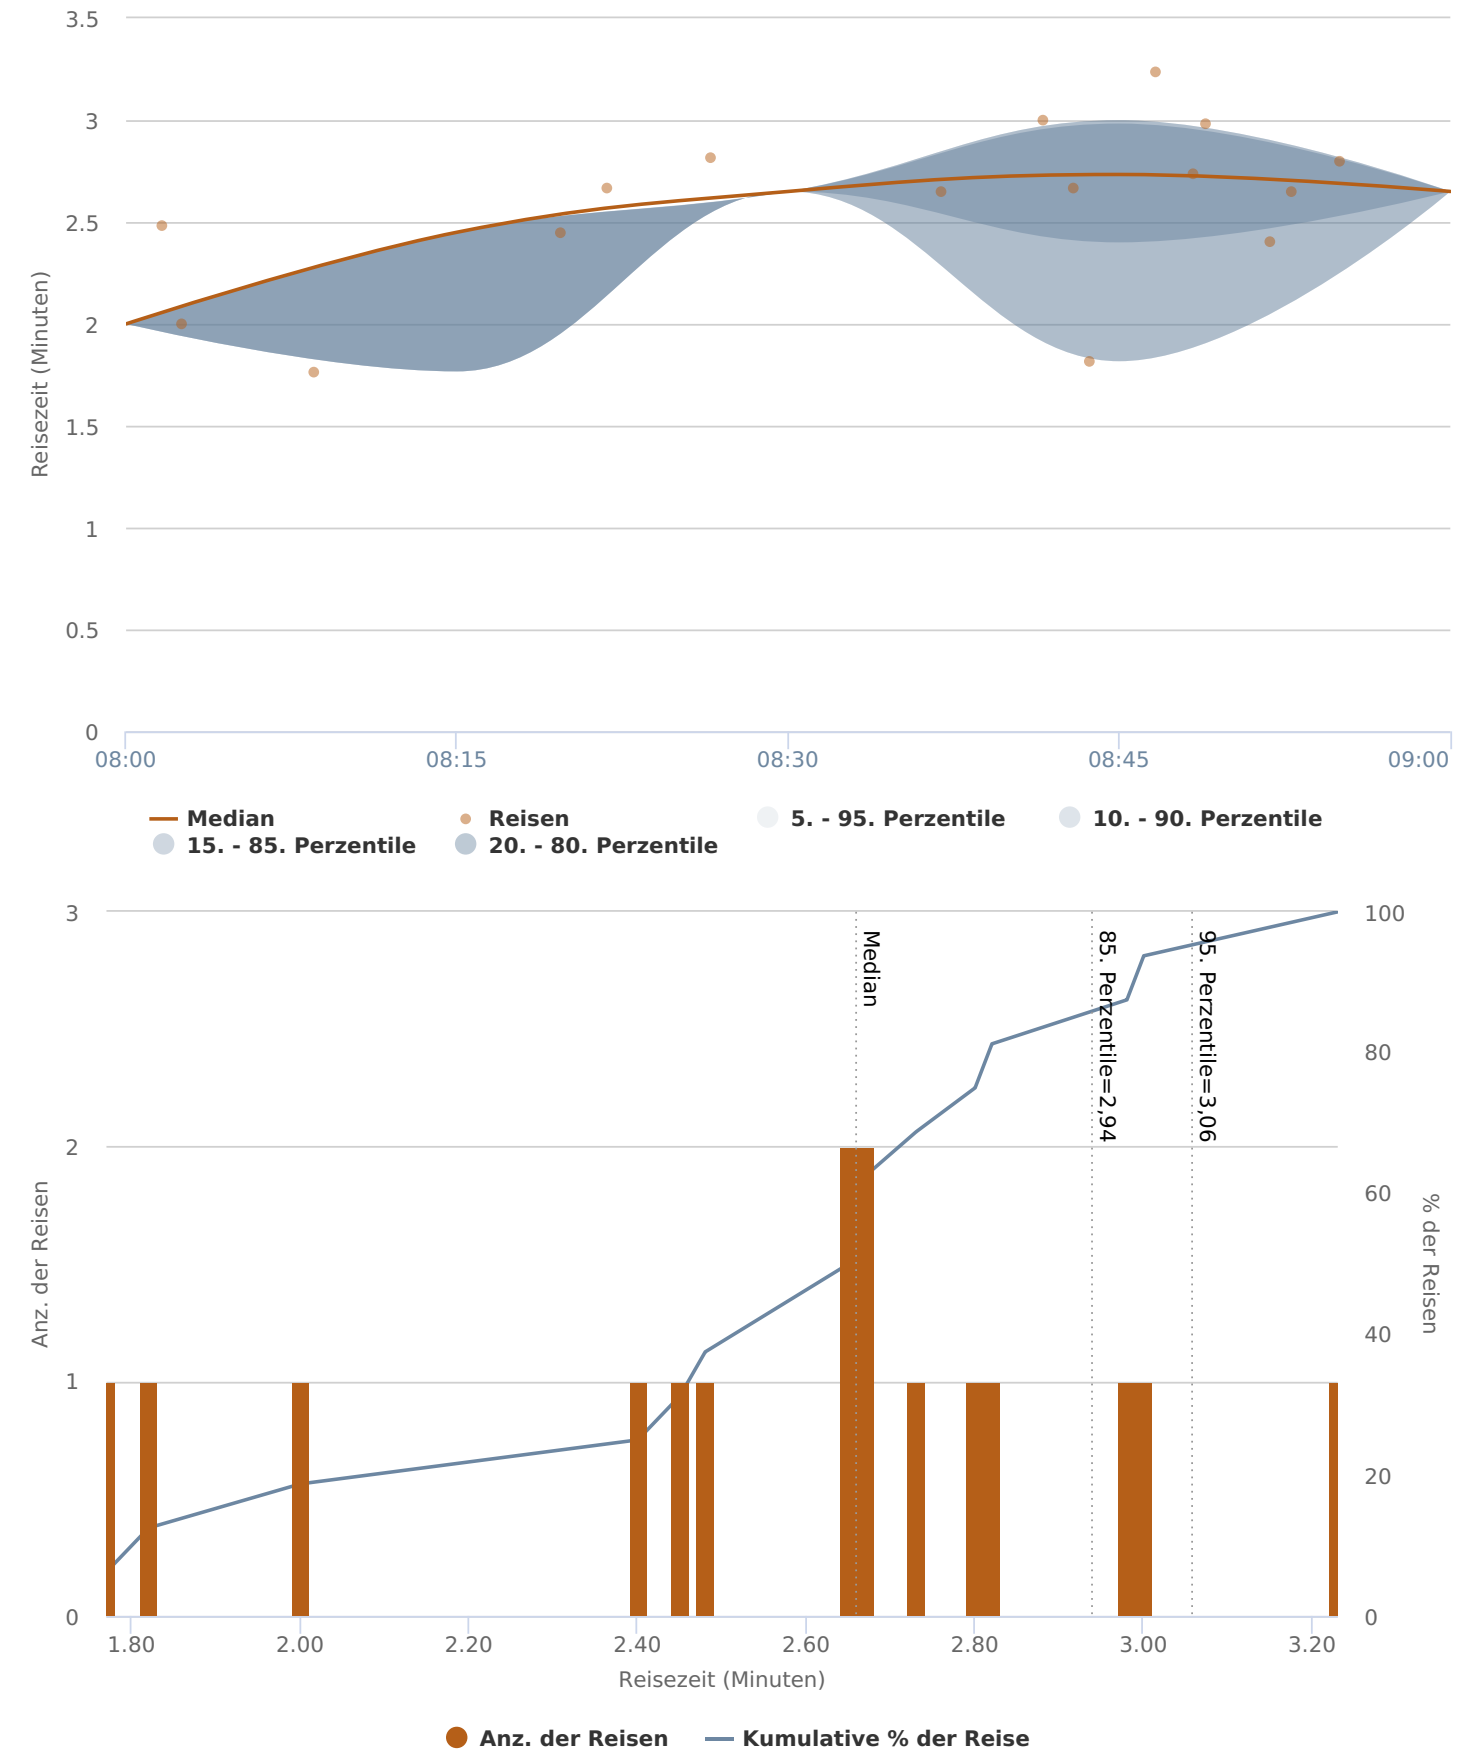 3.5
3
2.5
2
1.5
1
0.5
0
Reisezeit (Minuten)
08:00 08:15 08:30 08:45 09:00
Median Reisen 5. - 95. Perzentile 10. - 90. Perzentile
15. - 85. Perzentile 20. - 80. Perzentile
3
2
1
0
Anz. der Reisen
Median
85. Perzentile=2,94
95. Perzentile=3,06
100
80
60
40
20
0
% der Reisen
1.80 2.00 2.20 2.40 2.60 2.80 3.00 3.20
Reisezeit (Minuten)
Anz. der Reisen Kumulative % der Reise